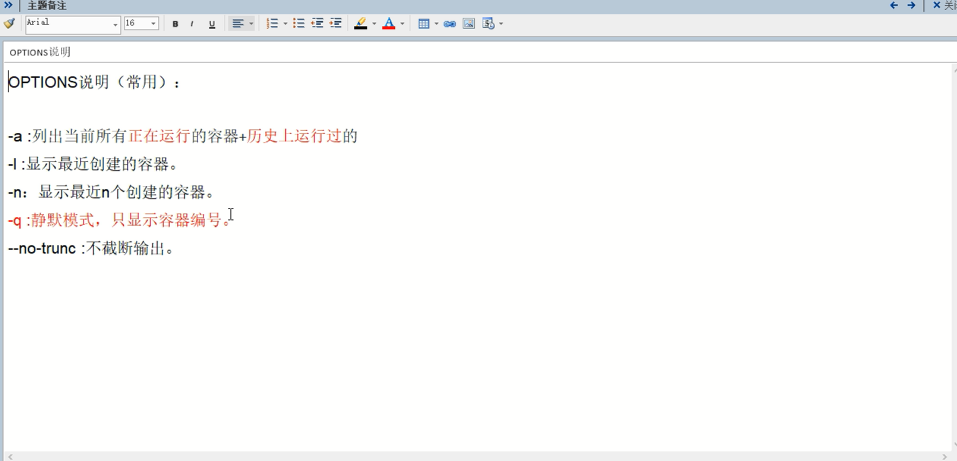 主题备注
关
Arial
16
B I U
OPTIONS说明
OPTIONS说明（常用）：
-a :列出当前所有正在运行的容器+历史上运行过的
-l :显示最近创建的容器。
-n：显示最近n个创建的容器。
-q :静默模式，只显示容器编号。
--no-trunc :不截断输出。